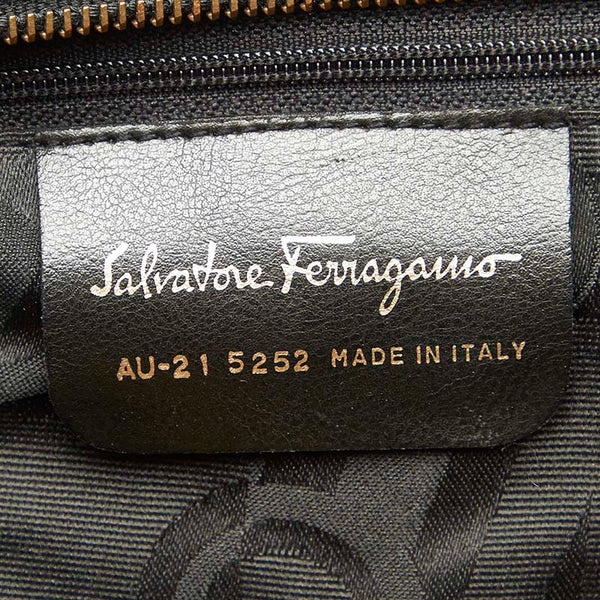 Salvatore Ferragamo
AU-21 5252 MADE IN ITALY